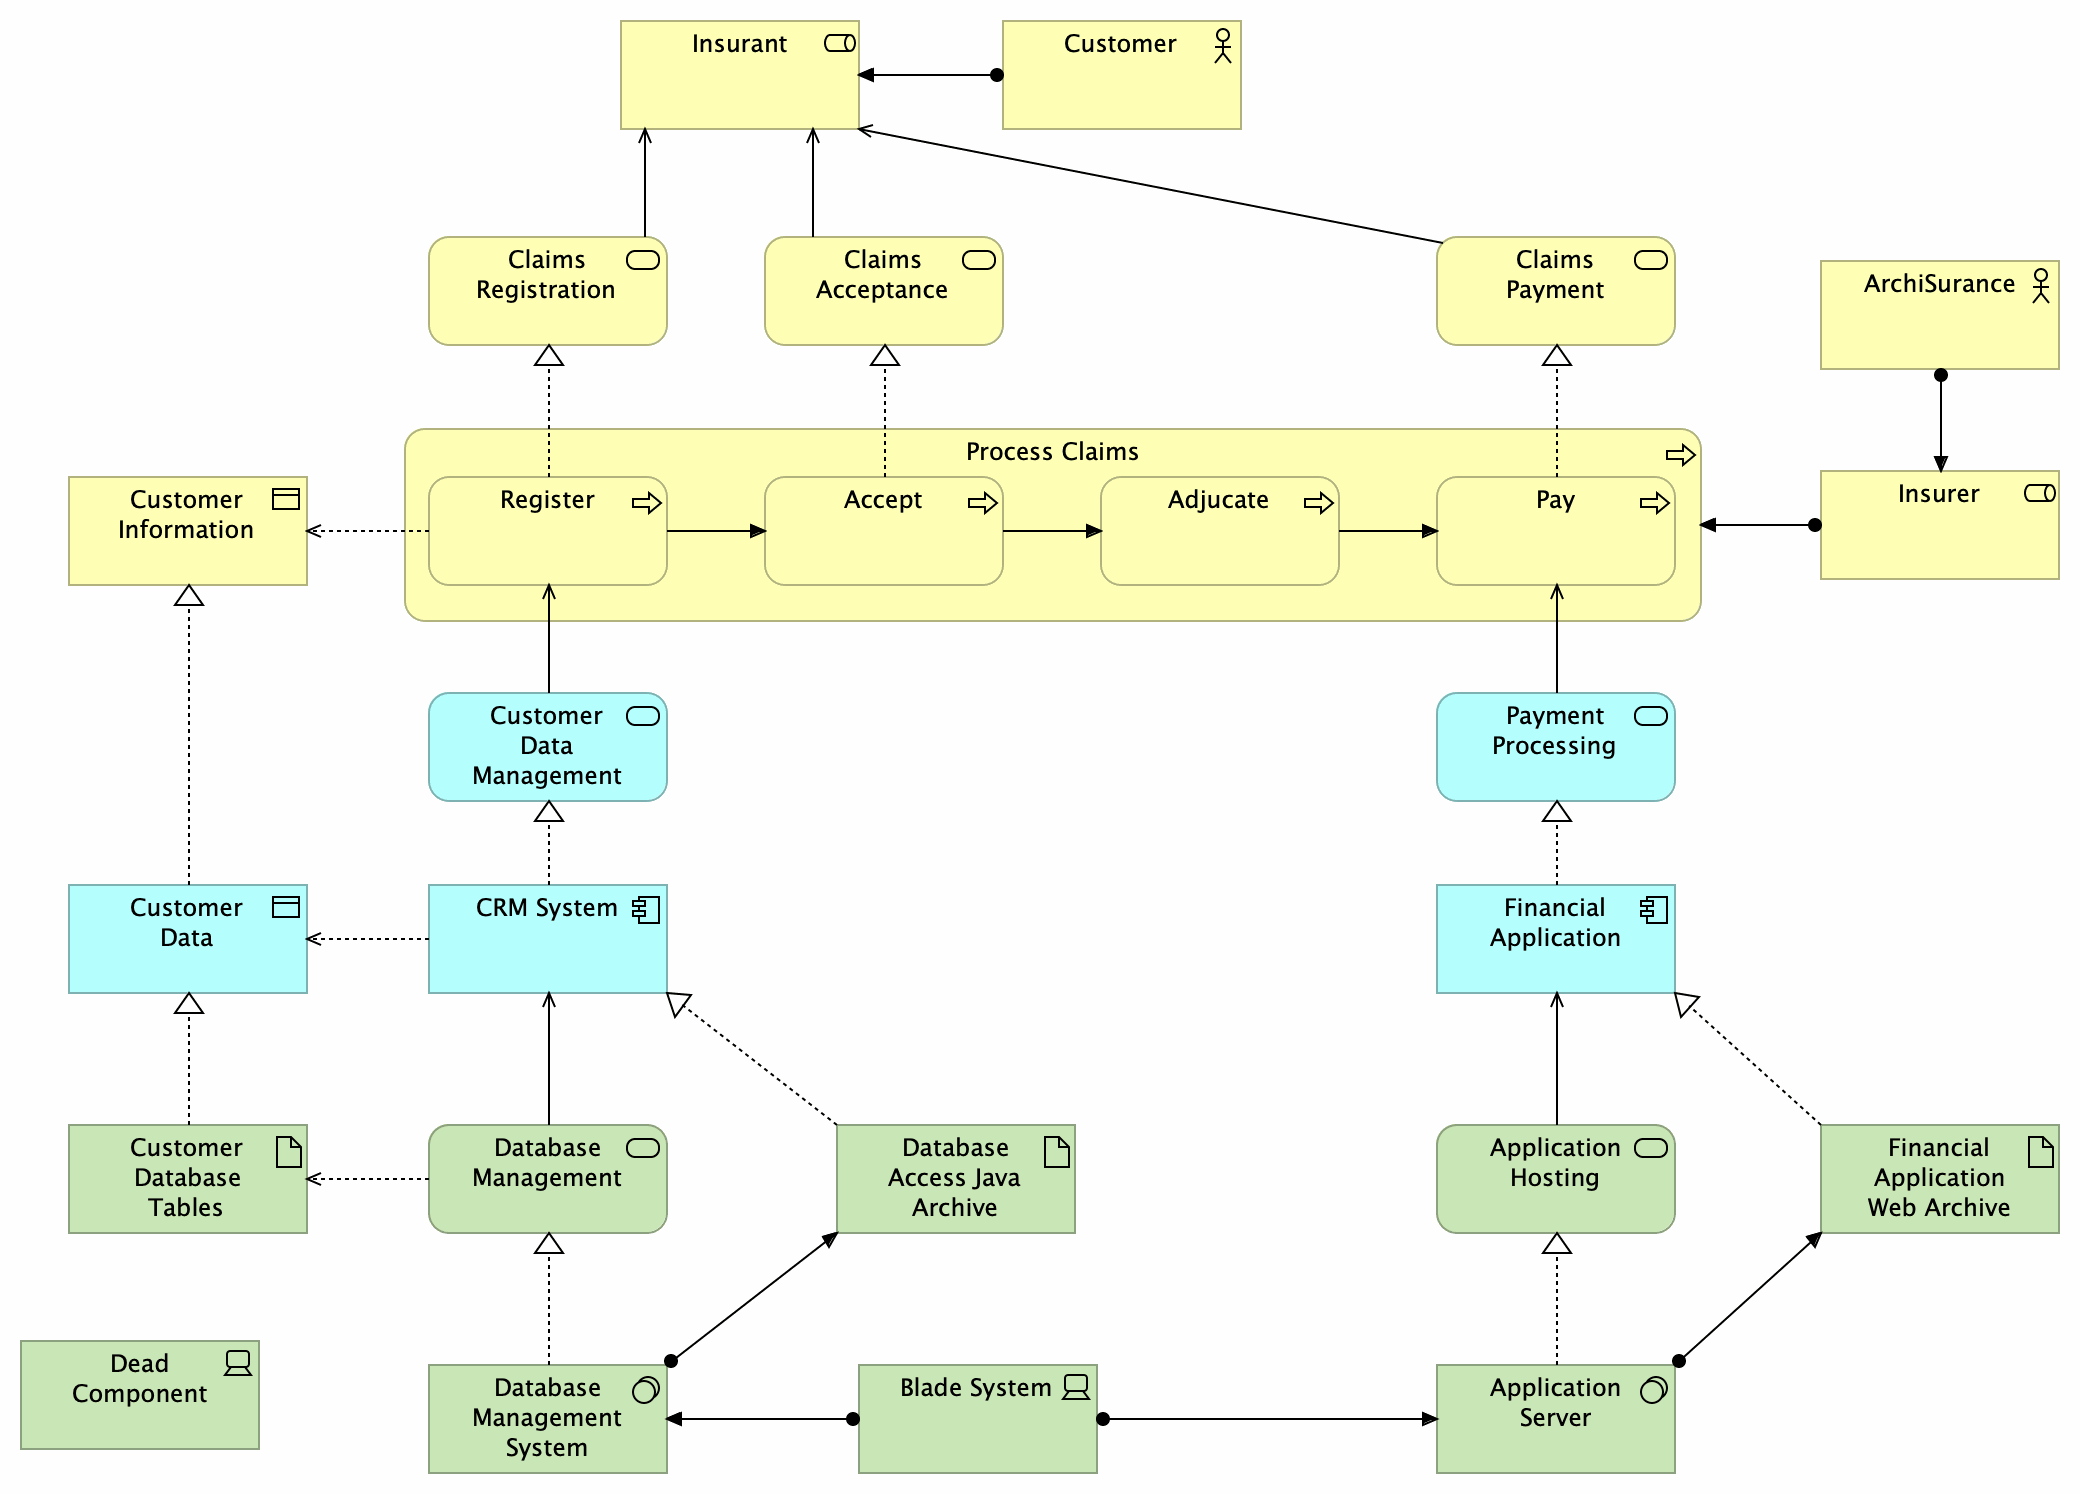 Insurant
Customer
Claims
Registration
Claims
Acceptance
Claims
Payment
ArchiSurance
Process Claims
Customer
Information
Register
Accept
Adjucate
Pay
Insurer
Customer
Data
Management
Payment
Processing
Customer
Data
CRM System
Financial
Application
Customer
Database
Tables
Database
Management
Database
Access Java
Archive
Application
Hosting
Financial
Application
Web Archive
Dead
Component
Database
Management
System
Blade System
Application
Server